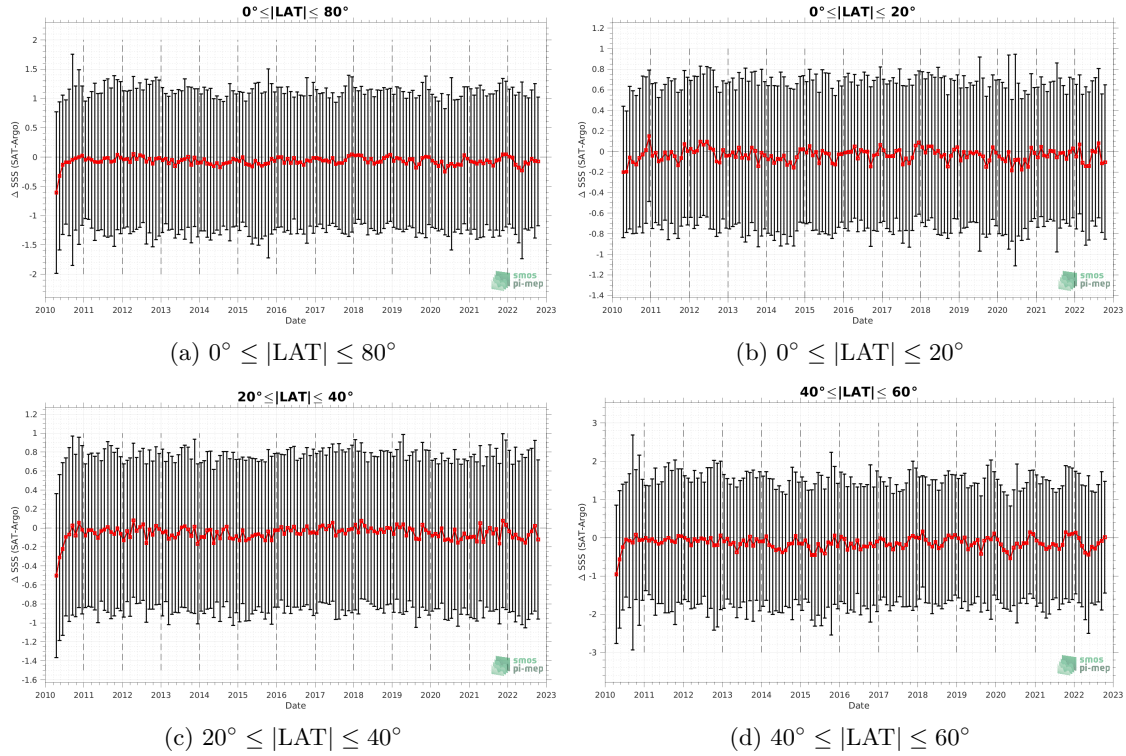 0°≤|LAT|≤ 80°
Δ SSS (SAT-Argo)
2
1.5
1
0.5
0
-0.5
-1
-1.5
-2
2010 2011 2012 2013 2014 2015 2016 2017 2018 2019 2020 2021 2022 2023
Date
smos
pi-mep
(a) 0° ≤ |LAT| ≤ 80°
0°≤|LAT|≤ 20°
Δ SSS (SAT-Argo)
1.2
1
0.8
0.6
0.4
0.2
0
-0.2
-0.4
-0.6
-0.8
-1
-1.2
-1.4
2010 2011 2012 2013 2014 2015 2016 2017 2018 2019 2020 2021 2022 2023
Date
smos
pi-mep
(b) 0° ≤ |LAT| ≤ 20°
20°≤|LAT|≤ 40°
Δ SSS (SAT-Argo)
1.2
1
0.8
0.6
0.4
0.2
0
-0.2
-0.4
-0.6
-0.8
-1
-1.2
-1.4
-1.6
2010 2011 2012 2013 2014 2015 2016 2017 2018 2019 2020 2021 2022 2023
Date
smos
pi-mep
(c) 20° ≤ |LAT| ≤ 40°
40°≤|LAT|≤ 60°
Δ SSS (SAT-Argo)
3
2
1
0
-1
-2
-3
2010 2011 2012 2013 2014 2015 2016 2017 2018 2019 2020 2021 2022 2023
Date
smos
pi-mep
(d) 40° ≤ |LAT| ≤ 60°